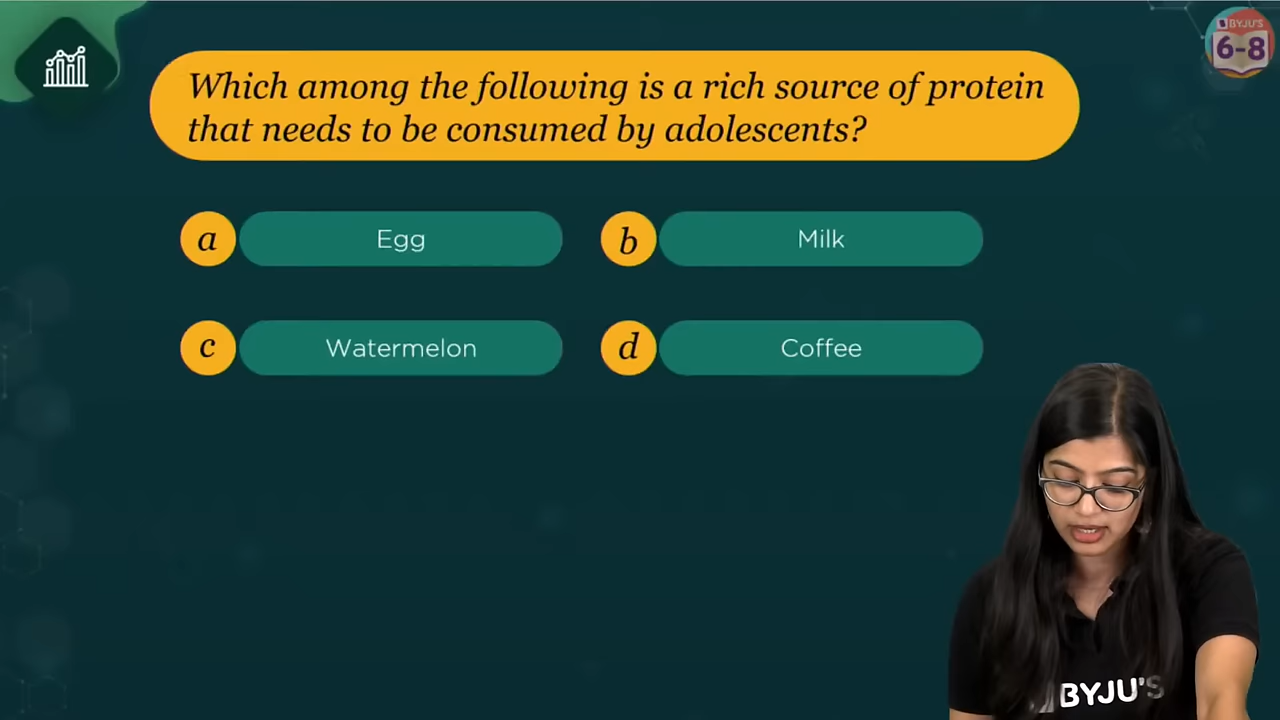 BYJU'S
6-8
Which among the following is a rich source of protein
that needs to be consumed by adolescents?
a Egg
b Milk
c Watermelon
d Coffee
BYJU'S